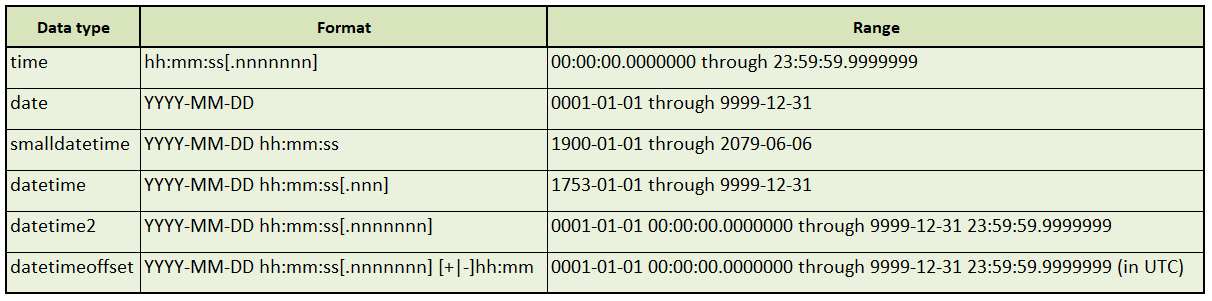 Data type Format Range
time hh:mm:ss[.nnnnnnn] 00:00:00.0000000 through 23:59:59.9999999
date YYYY-MM-DD 0001-01-01 through 9999-12-31
smalldatetime YYYY-MM-DD hh:mm:ss 1900-01-01 through 2079-06-06
datetime YYYY-MM-DD hh:mm:ss[.nnn] 1753-01-01 through 9999-12-31
datetime2 YYYY-MM-DD hh:mm:ss[.nnnnnnn] 0001-01-01 00:00:00.0000000 through 9999-12-31 23:59:59.9999999
datetimeoffset YYYY-MM-DD hh:mm:ss[.nnnnnnn] [+|-]hh:mm 0001-01-01 00:00:00.0000000 through 9999-12-31 23:59:59.9999999 (in UTC)